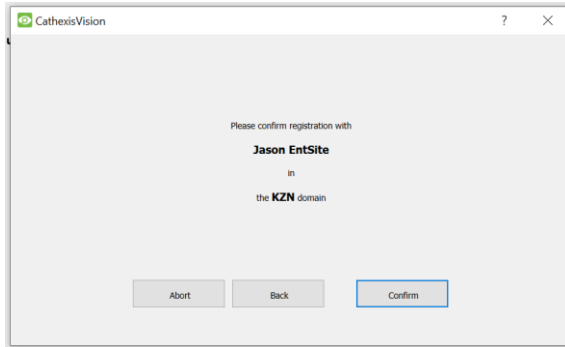 CathexisVision
Please confirm registration with
Jason EntSite
in
the KZN domain
Abort Back Confirm